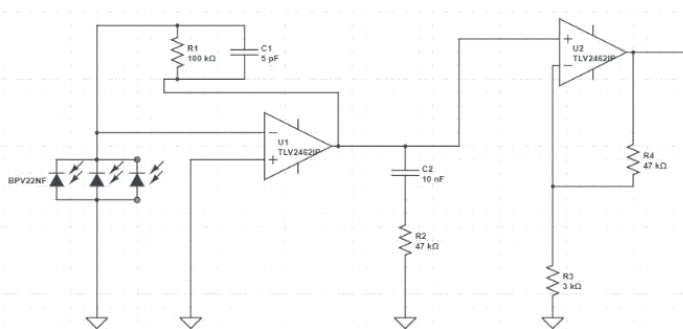 R1
100 kΩ
C1
5 pF
+
U2
TLV2462IP
−
−
U1
TLV2462IP
+
R4
47 kΩ
BPV22NF
C2
10 nF
R2
47 kΩ
R3
3 kΩ